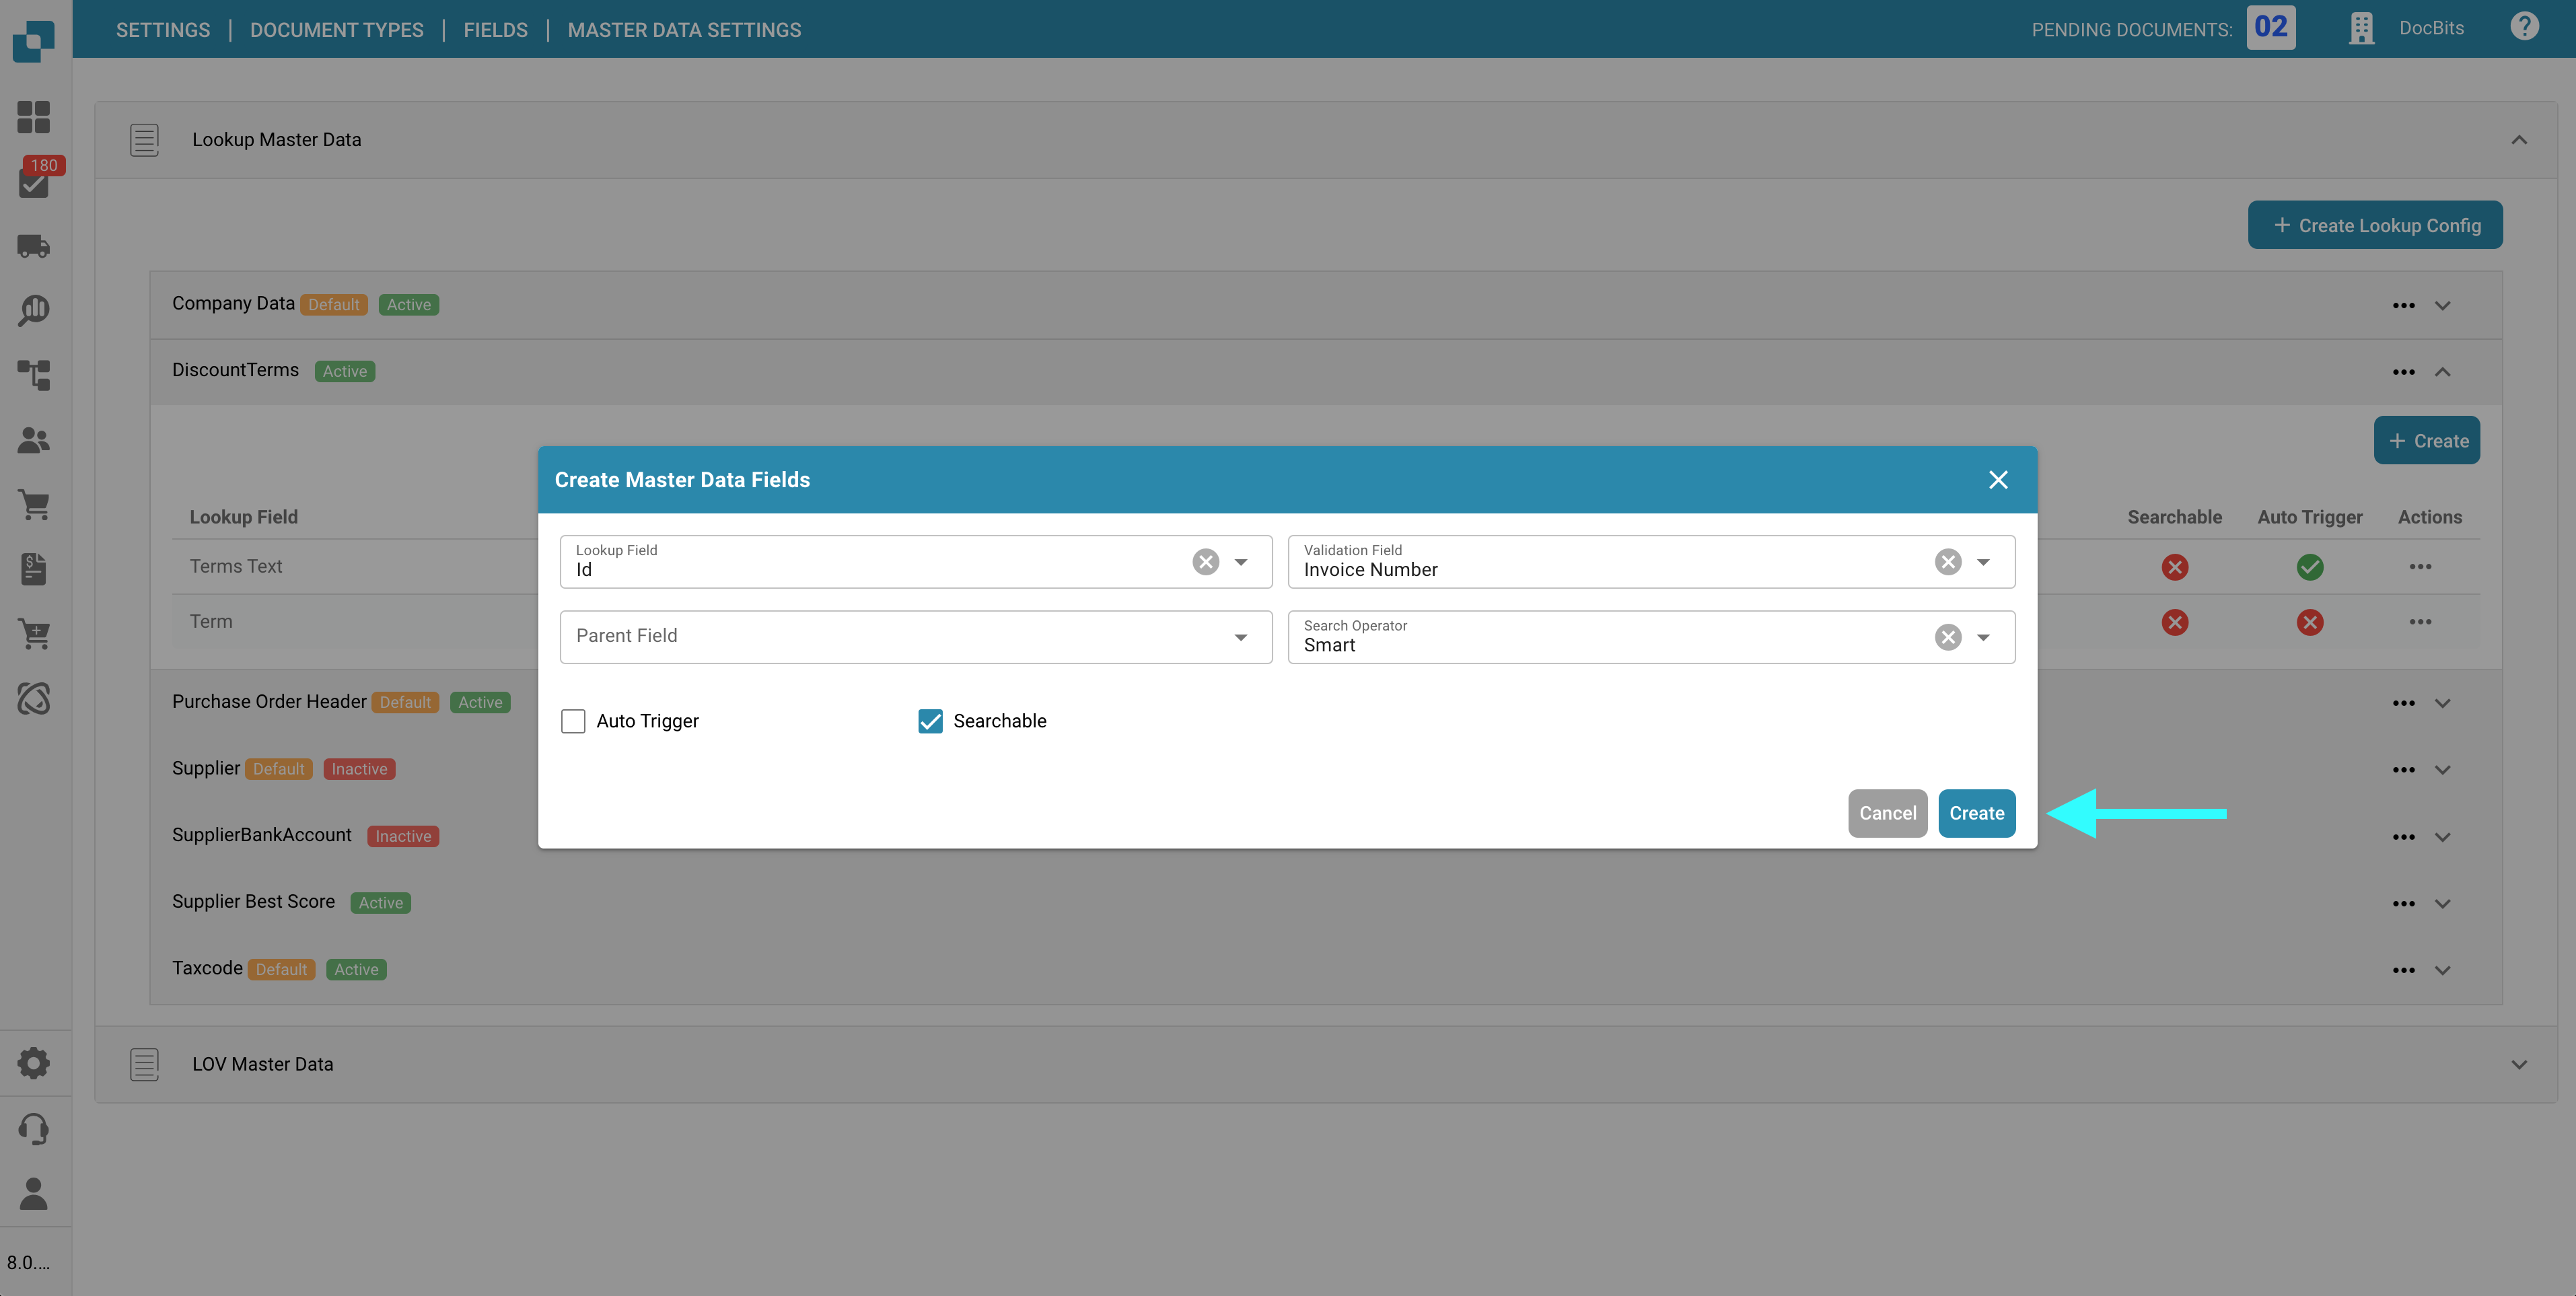 SETTINGS | DOCUMENT TYPES | FIELDS | MASTER DATA SETTINGS
PENDING DOCUMENTS: 02 DocBits ?
Lookup Master Data
180
+ Create Lookup Config
Company Data Default Active
DiscountTerms Active
+ Create
Create Master Data Fields
Lookup Field Searchable Auto Trigger Actions
Lookup Field
Id
Validation Field
Invoice Number
Terms Text
Parent Field
Search Operator
Smart
Term
Auto Trigger Searchable
Cancel Create
Purchase Order Header Default Active
Supplier Default Inactive
SupplierBankAccount Inactive
Supplier Best Score Active
Taxcode Default Active
LOV Master Data
8.0....